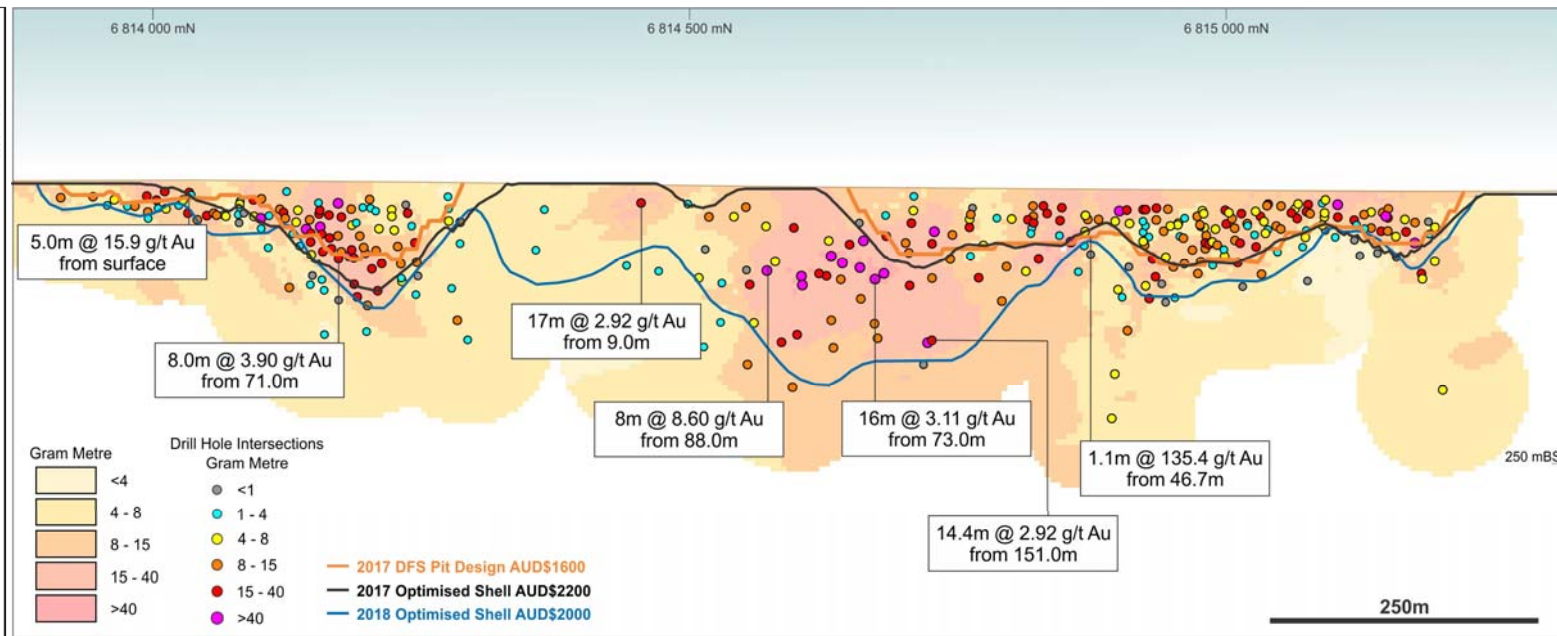 6 814 000 mN
6 814 500 mN
6 815 000 mN
5.0m @ 15.9 g/t Au
from surface
8.0m @ 3.90 g/t Au
from 71.0m
17m @ 2.92 g/t Au
from 9.0m
8m @ 8.60 g/t Au
from 88.0m
16m @ 3.11 g/t Au
from 73.0m
1.1m @ 135.4 g/t Au
from 46.7m
14.4m @ 2.92 g/t Au
from 151.0m
250 mBS
Gram Metre
<4
4 - 8
8 - 15
15 - 40
>40
Drill Hole Intersections
Gram Metre
<1
1 - 4
4 - 8
8 - 15
15 - 40
>40
2017 DFS Pit Design AUD$1600
2017 Optimised Shell AUD$2200
2018 Optimised Shell AUD$2000
250m